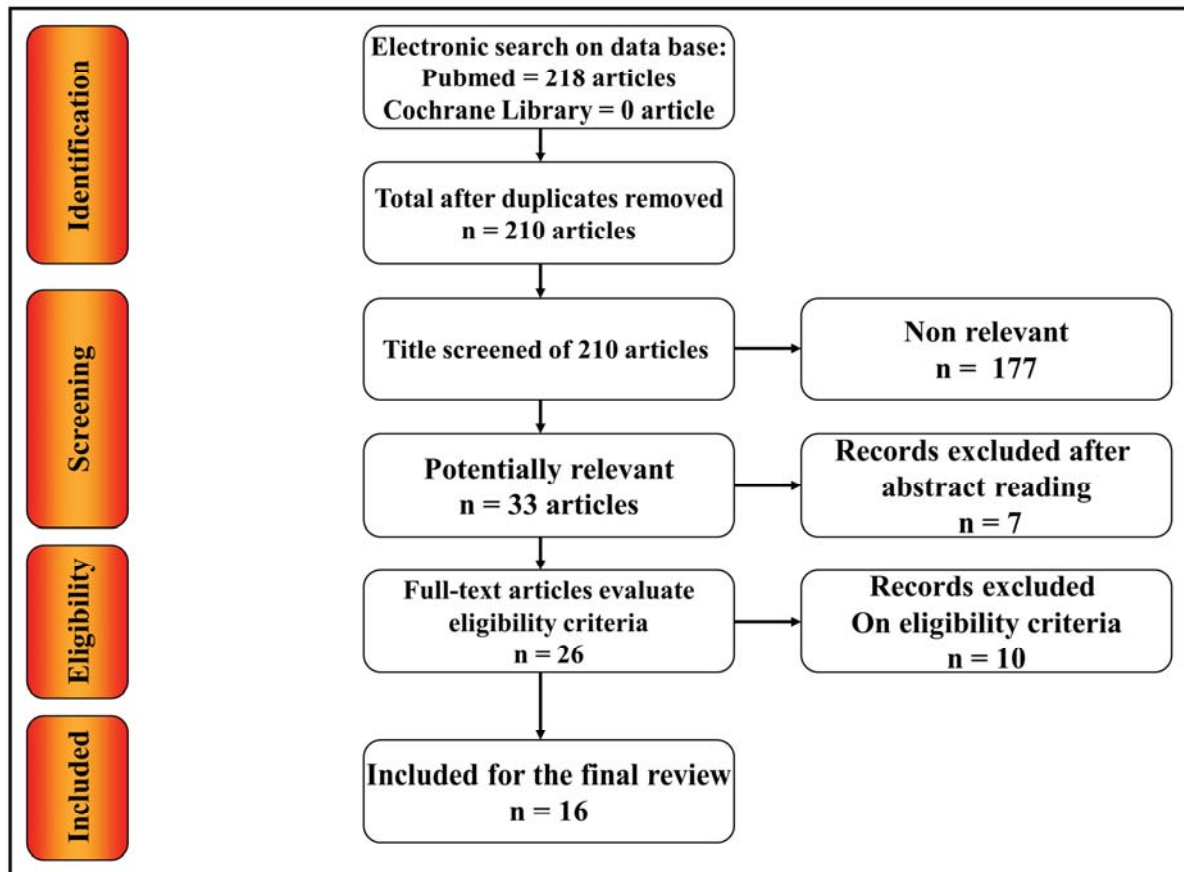 Identification
Electronic search on data base:
Pubmed = 218 articles
Cochrane Library = 0 article
Total after duplicates removed
n = 210 articles
Screening
Title screened of 210 articles
Non relevant
n = 177
Potentially relevant
n = 33 articles
Records excluded after
abstract reading
n = 7
Eligibility
Full-text articles evaluate
eligibility criteria
n = 26
Records excluded
On eligibility criteria
n = 10
Included
Included for the final review
n = 16